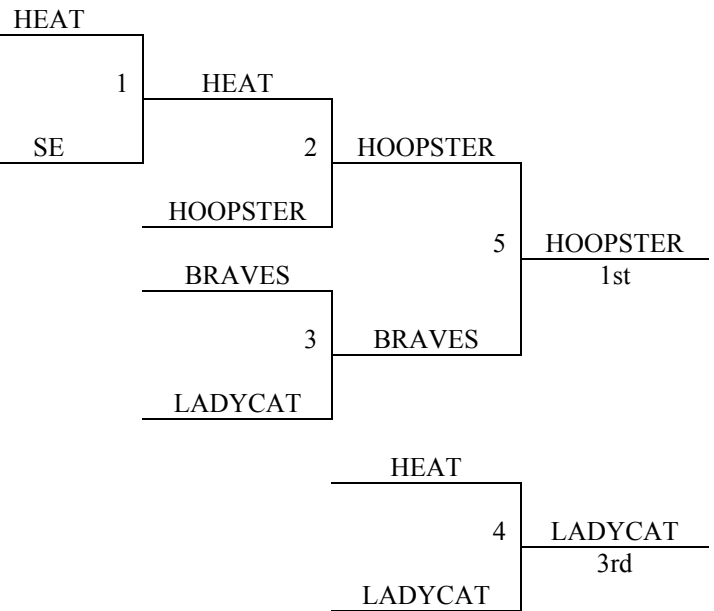 HEAT
1 HEAT
SE
2 HOOPSTER
HOOPSTER
5 HOOPSTER
1st
BRAVES
3 BRAVES
LADYCAT
HEAT
4 LADYCAT
3rd
LADYCAT